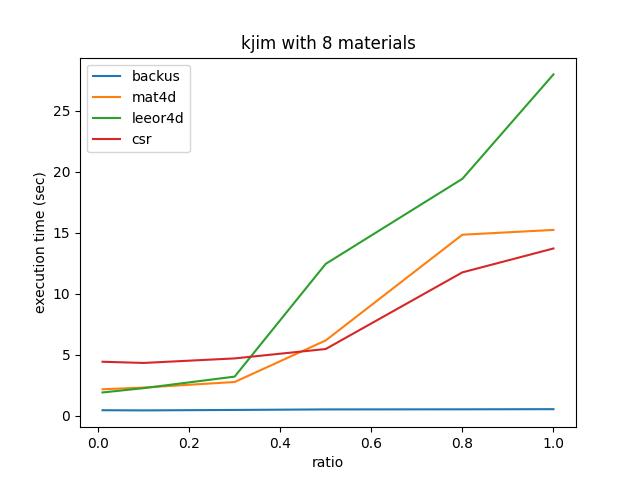 kjim with 8 materials
backus
mat4d
leeor4d
csr
execution time (sec)
25
20
15
10
5
0
0.0 0.2 0.4 0.6 0.8 1.0
ratio